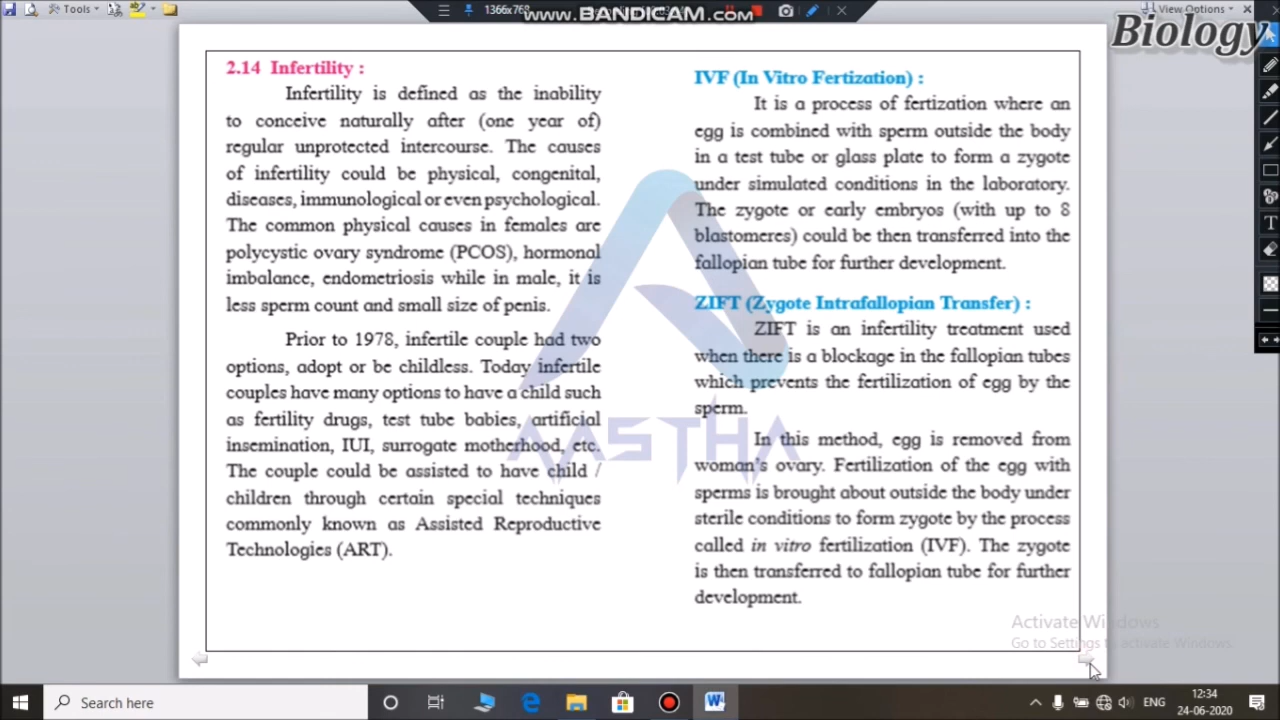 Tools
1366x768
www.BANDICAM.com
View Options
Biology
2.14 Infertility :
Infertility is defined as the inability
to conceive naturally after (one year of)
regular unprotected intercourse. The causes
of infertility could be physical, congenital,
diseases, immunological or even psychological.
The common physical causes in females are
polycystic ovary syndrome (PCOS), hormonal
imbalance, endometriosis while in male, it is
less sperm count and small size of penis.
Prior to 1978, infertile couple had two
options, adopt or be childless. Today infertile
couples have many options to have a child such
as fertility drugs, test tube babies, artificial
insemination, IUI, surrogate motherhood, etc.
The couple could be assisted to have child /
children through certain special techniques
commonly known as Assisted Reproductive
Technologies (ART).
IVF (In Vitro Fertization) :
It is a process of fertization where an
egg is combined with sperm outside the body
in a test tube or glass plate to form a zygote
under simulated conditions in the laboratory.
The zygote or early embryos (with up to 8
blastomeres) could be then transferred into the
fallopian tube for further development.
ZIFT (Zygote Intrafallopian Transfer) :
ZIFT is an infertility treatment used
when there is a blockage in the fallopian tubes
which prevents the fertilization of egg by the
sperm.
In this method, egg is removed from
woman's ovary. Fertilization of the egg with
sperms is brought about outside the body under
sterile conditions to form zygote by the process
called in vitro fertilization (IVF). The zygote
is then transferred to fallopian tube for further
development.
AASTHA
Activate Windows
Go to Settings to activate Windows.
Search here
ENG
12:34
24-06-2020